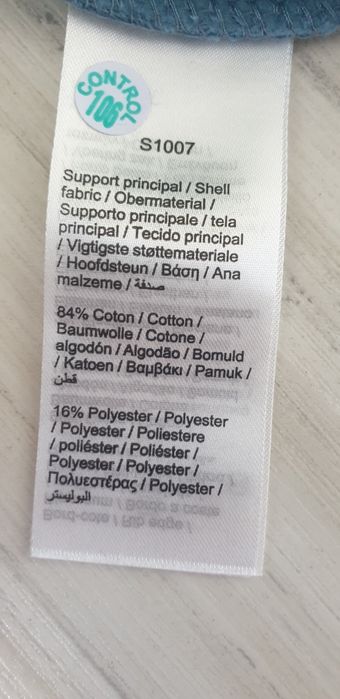 CONTROL
106
S1007
Support principal / Shell
fabric / Obermaterial /
Supporto principale / tela
principal / Tecido principal
/ Vigtigste støttemateriale
/ Hoofdsteun / Βάση / Ana
malzeme / صدفة
84% Coton / Cotton /
Baumwolle / Cotone /
algodón / Algodão / Bomuld
/ Katoen / Βαμβάκι / Pamuk /
قطن
16% Polyester / Polyester
/ Polyester / Poliestere
/ poliéster / Poliéster /
Polyester / Polyester /
Πολυεστέρας / Polyester /
البوليستر